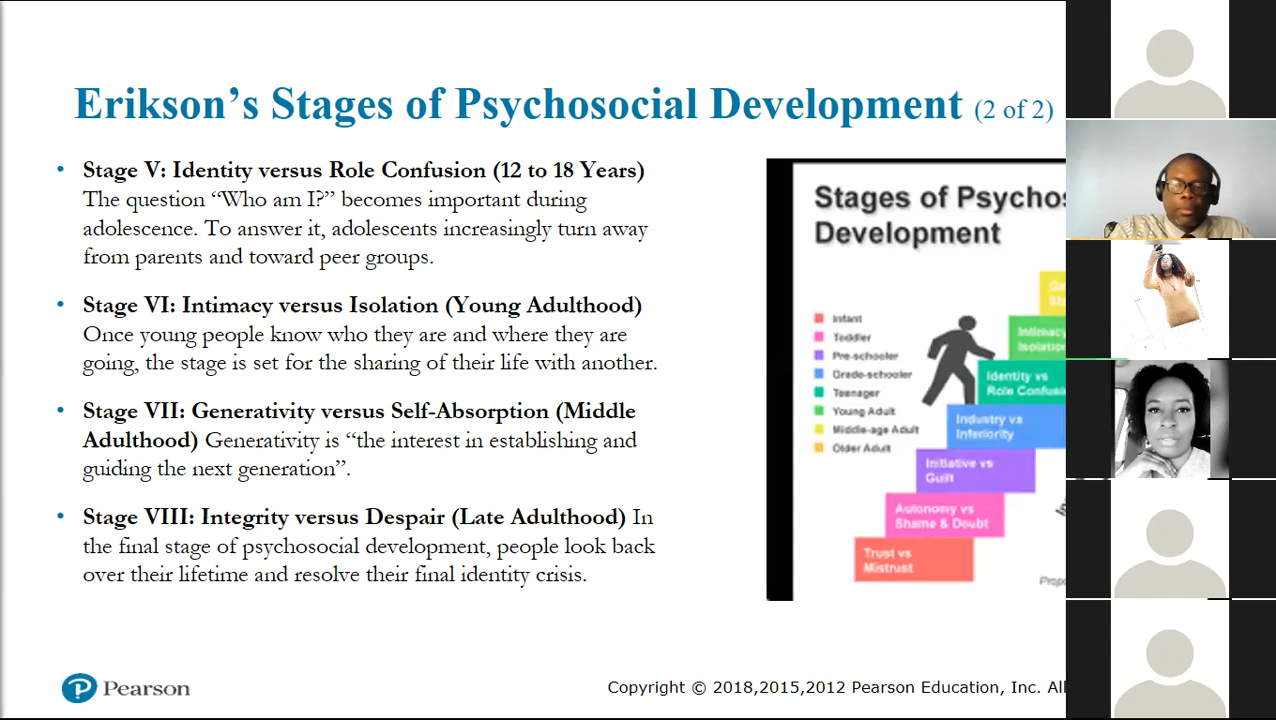 Erikson’s Stages of Psychosocial Development (2 of 2)
• Stage V: Identity versus Role Confusion (12 to 18 Years)
The question “Who am I?” becomes important during
adolescence. To answer it, adolescents increasingly turn away
from parents and toward peer groups.
• Stage VI: Intimacy versus Isolation (Young Adulthood)
Once young people know who they are and where they are
going, the stage is set for the sharing of their life with another.
• Stage VII: Generativity versus Self-Absorption (Middle
Adulthood) Generativity is “the interest in establishing and
guiding the next generation”.
• Stage VIII: Integrity versus Despair (Late Adulthood) In
the final stage of psychosocial development, people look back
over their lifetime and resolve their final identity crisis.
Stages of Psychos
Development
Infant
Toddler
Pre-schooler
Grade-schooler
Teenager
Young Adult
Middle-age Adult
Older Adult
Intimacy
Isolation
Identity vs
Role Confus
Industry vs
Inferiority
Initiative vs
Guilt
Autonomy vs
Shame & Doubt
Trust vs
Mistrust
Pearson
Copyright © 2018,2015,2012 Pearson Education, Inc. All